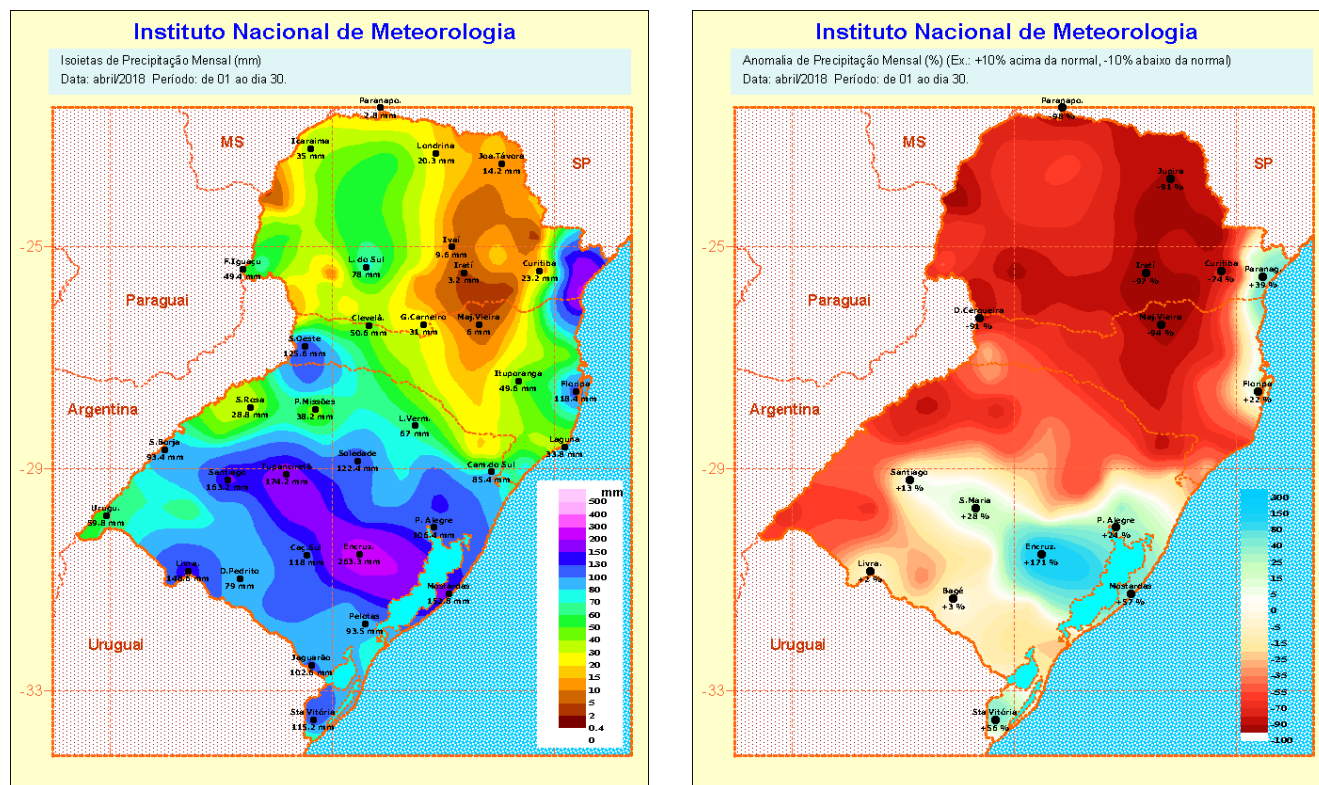 Instituto Nacional de Meteorologia
Isoietas de Precipitação Mensal (mm)
Data: abril/2018 Período: de 01 ao dia 30.
Paranapo.
2.8 mm
MS
Icaraima
35 mm
Londrina
20.3 mm
Joa.Távora
14.2 mm
SP
-25
Ivaí
9.6 mm
F.Iguaçu
49.4 mm
L. do Sul
78 mm
Irati
3.2 mm
Curitiba
23.2 mm
Paraguai
Clevelâ.
50.6 mm
G.Carneiro
31 mm
Maj.Vieira
6 mm
S.Oeste
125.6 mm
Ituporanga
49.6 mm
Floripa
118.4 mm
Argentina
S.Rosa
28.8 mm
P.Missões
38.2 mm
L.Verm.
67 mm
S.Borja
93.4 mm
Soledade
122.4 mm
Laguna
33.8 mm
-29
Santiago
163.2 mm
Tupanciretã
174.2 mm
Cam.do Sul
85.4 mm
Urugu.
59.8 mm
P. Alegre
106.4 mm
Caç.Sul
118 mm
Encruz.
263.3 mm
Livra.
148.6 mm
D.Pedrito
79 mm
Mostardas
Pelotas
93.5 mm
Uruguai
Jaguarão
102.6 mm
-33
Sta Vitória
115.2 mm
mm
500
400
300
200
150
130
100
80
70
60
50
40
30
20
15
10
5
2
0.4
0
Instituto Nacional de Meteorologia
Anomalia de Precipitação Mensal (%) (Ex.: +10% acima da normal, -10% abaixo da normal)
Data: abril/2018 Período: de 01 ao dia 30.
Paranapo.
-98 %
MS
SP
Jupira
-91 %
-25
Irati
-97 %
Curitiba
-74 %
Paranag.
+39 %
Paraguai
D.Cerqueira
-91 %
Maj.Vieira
-94 %
Floripa
+22 %
Argentina
-29
Santiago
+13 %
S.Maria
+28 %
P. Alegre
+24 %
Encruz.
+171 %
Livra.
+2 %
Bagé
+3 %
Mostardas
+57 %
Uruguai
-33
Sta Vitória
+56 %
300
150
80
40
25
15
5
0
-5
-15
-25
-35
-55
-70
-90
-100